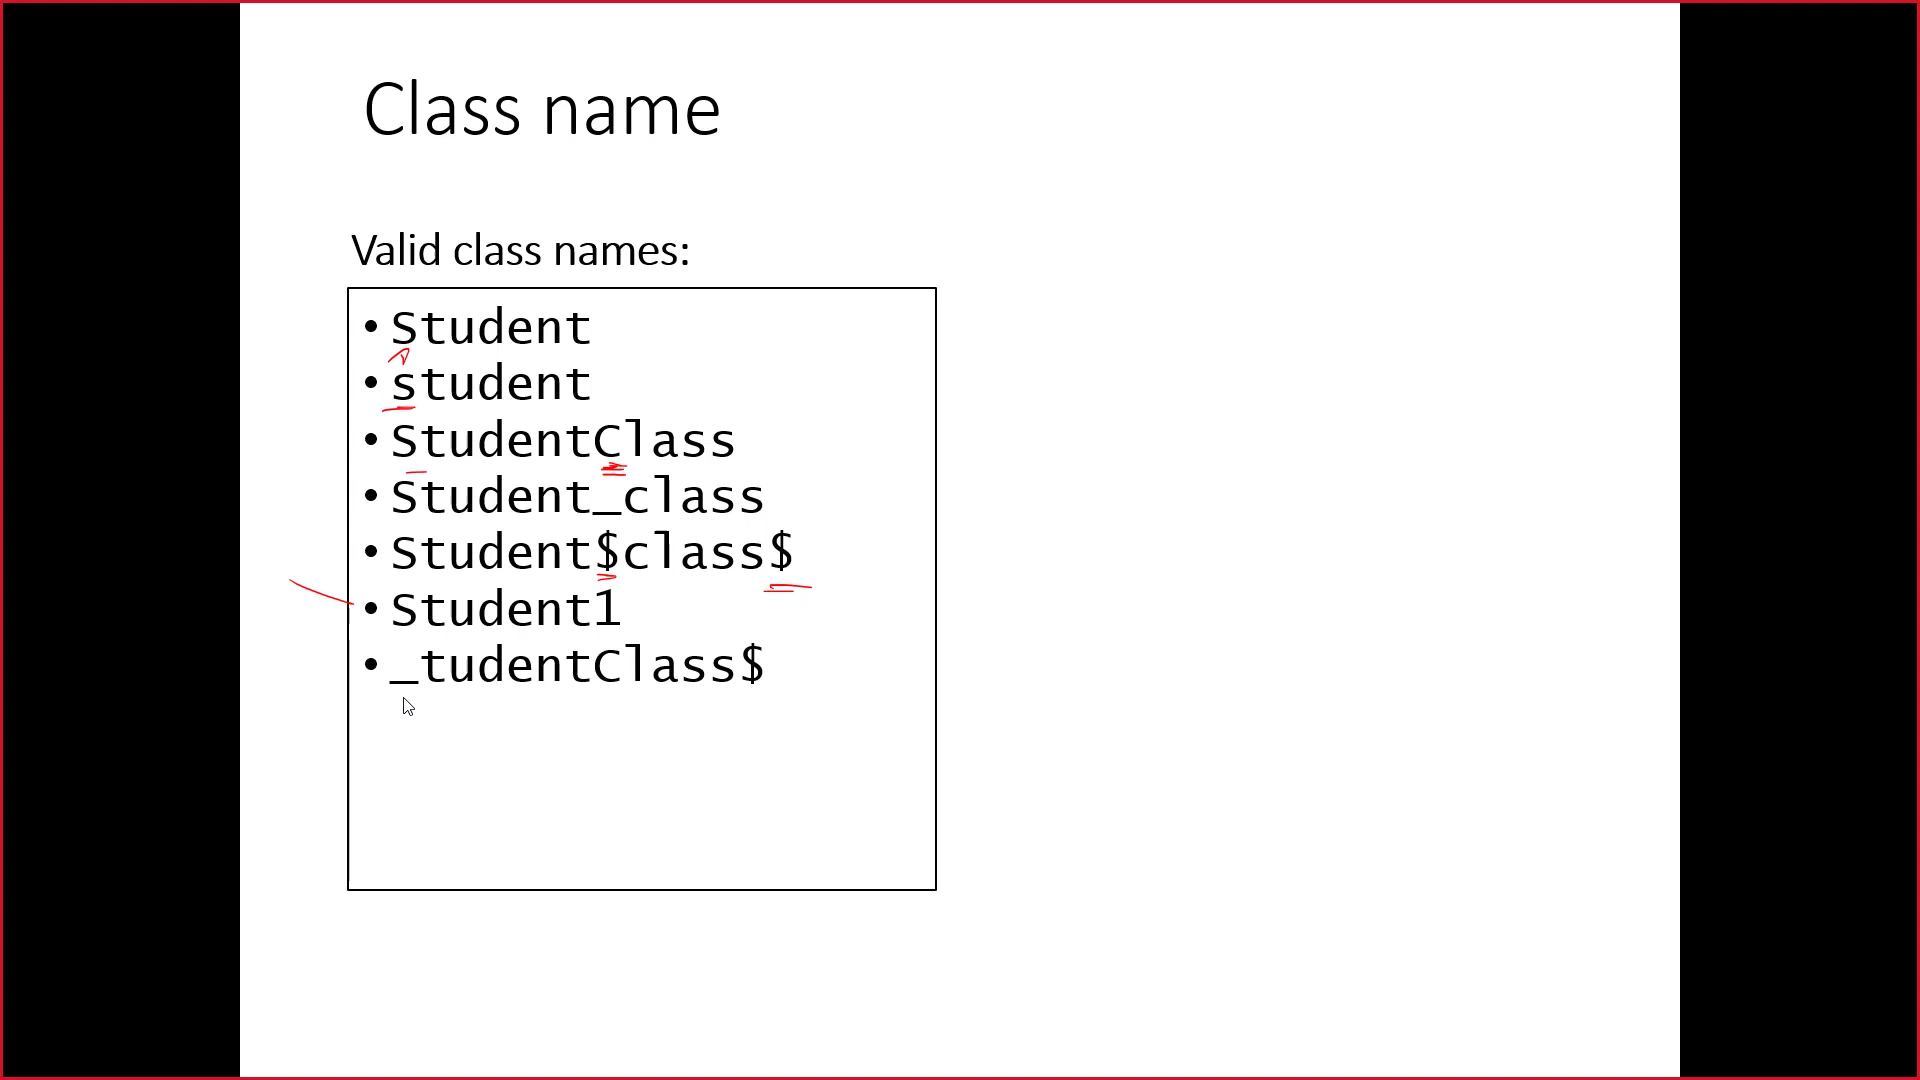 Class name
Valid class names:
• Student
• student
• StudentClass
• Student_class
• Student$class$
• Student1
• _tudentClass$